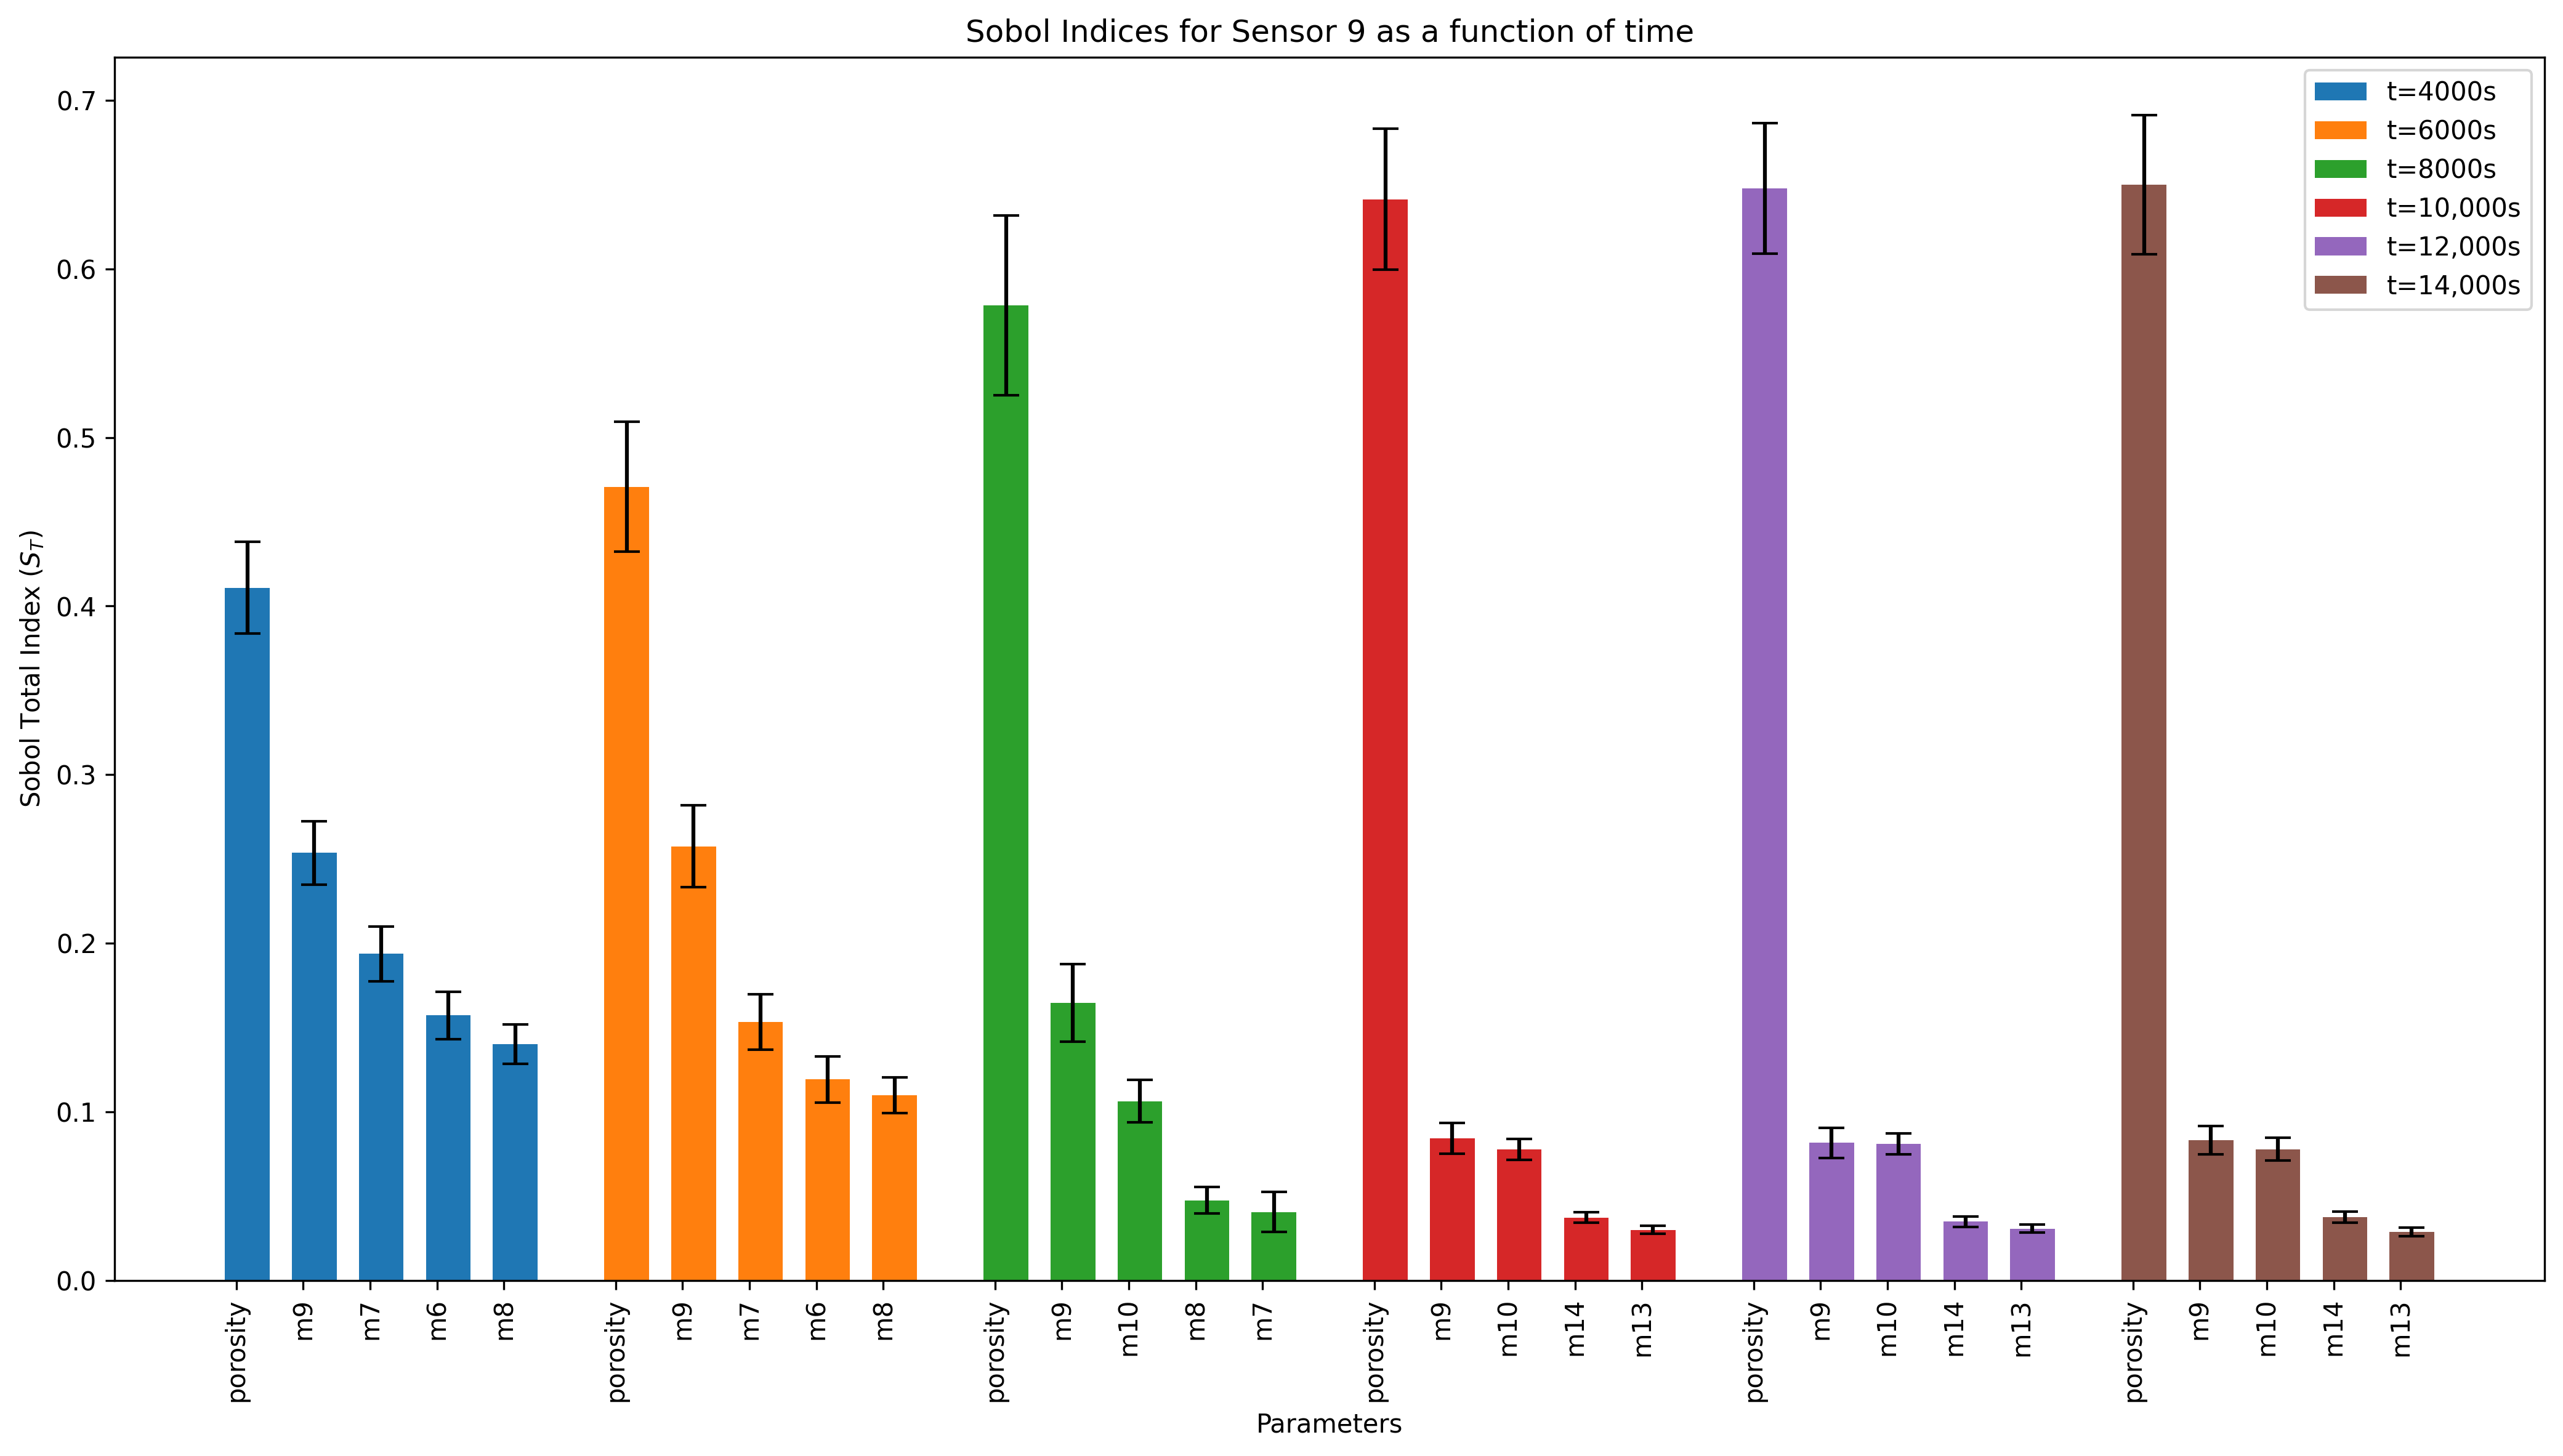 Sobol Indices for Sensor 9 as a function of time
t=4000s
t=6000s
t=8000s
t=10,000s
t=12,000s
t=14,000s
Sobol Total Index (S_T)
0.7
0.6
0.5
0.4
0.3
0.2
0.1
0.0
porosity
m9
m7
m6
m8
porosity
m9
m7
m6
m8
porosity
m9
m10
m8
m7
porosity
m9
m10
m14
m13
porosity
m9
m10
m14
m13
porosity
m9
m10
m14
m13
Parameters